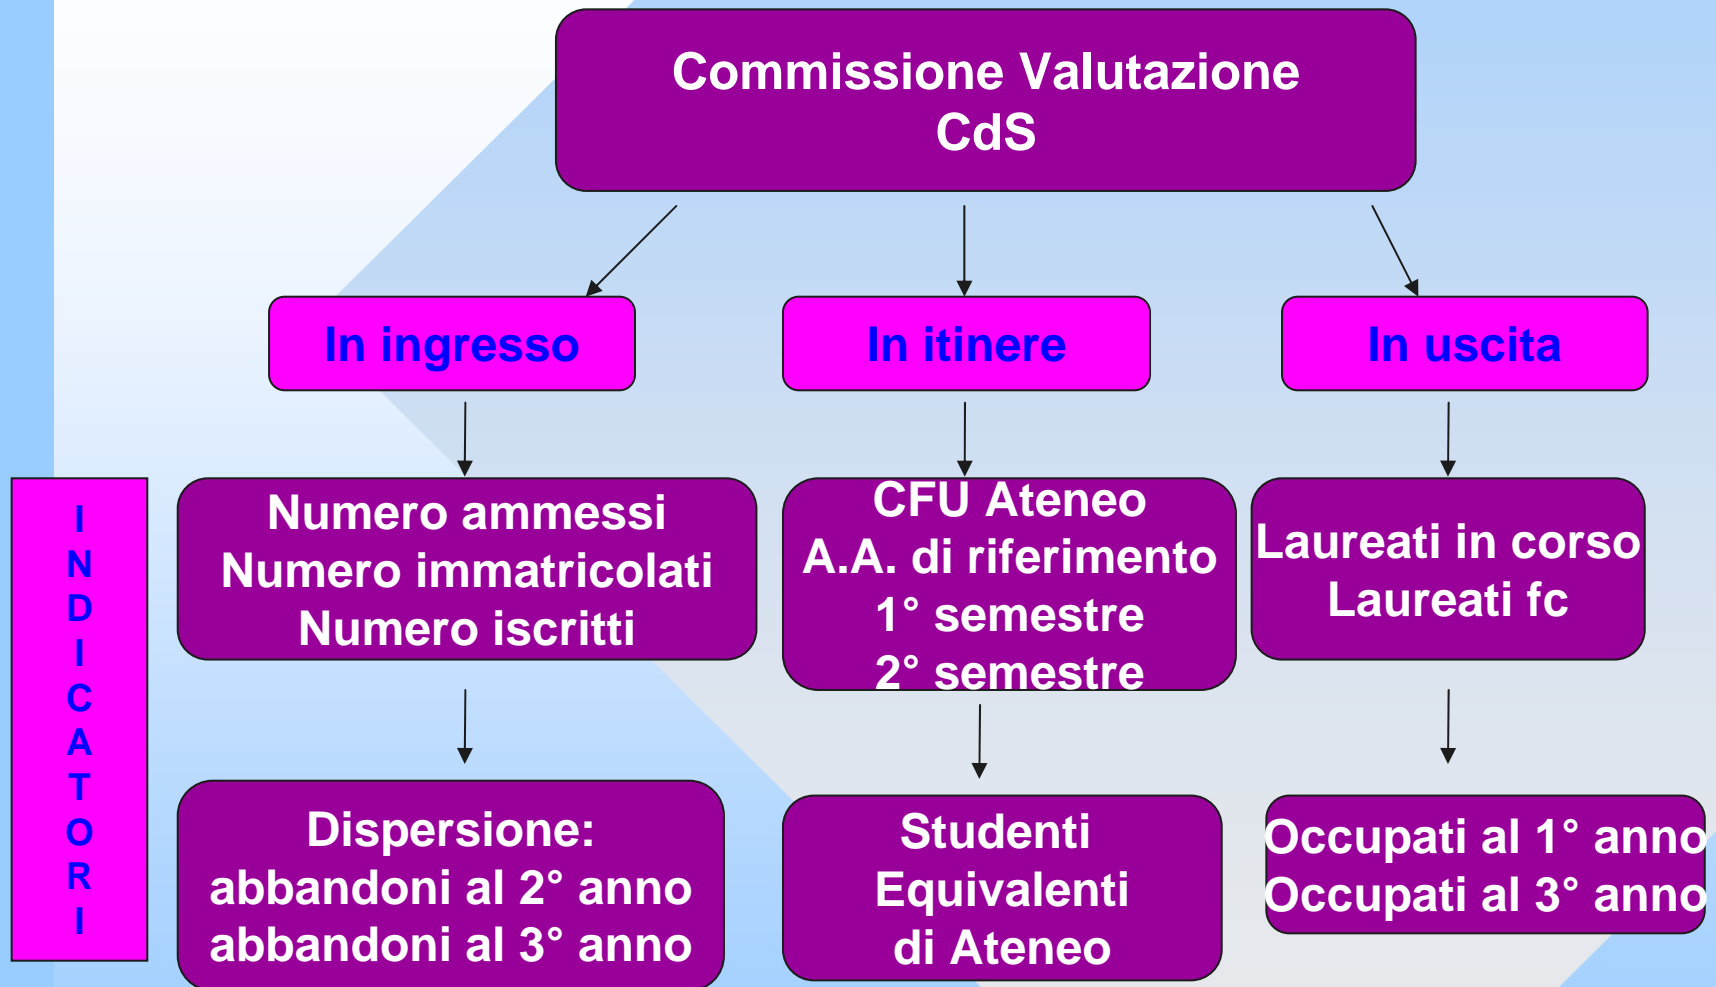 Commissione Valutazione
CdS
In ingresso
In itinere
In uscita
I
N
D
I
C
A
T
O
R
I
Numero ammessi
Numero immatricolati
Numero iscritti
CFU Ateneo
A.A. di riferimento
1° semestre
2° semestre
Laureati in corso
Laureati fc
Dispersione:
abbandoni al 2° anno
abbandoni al 3° anno
Studenti
Equivalenti
di Ateneo
Occupati al 1° anno
Occupati al 3° anno